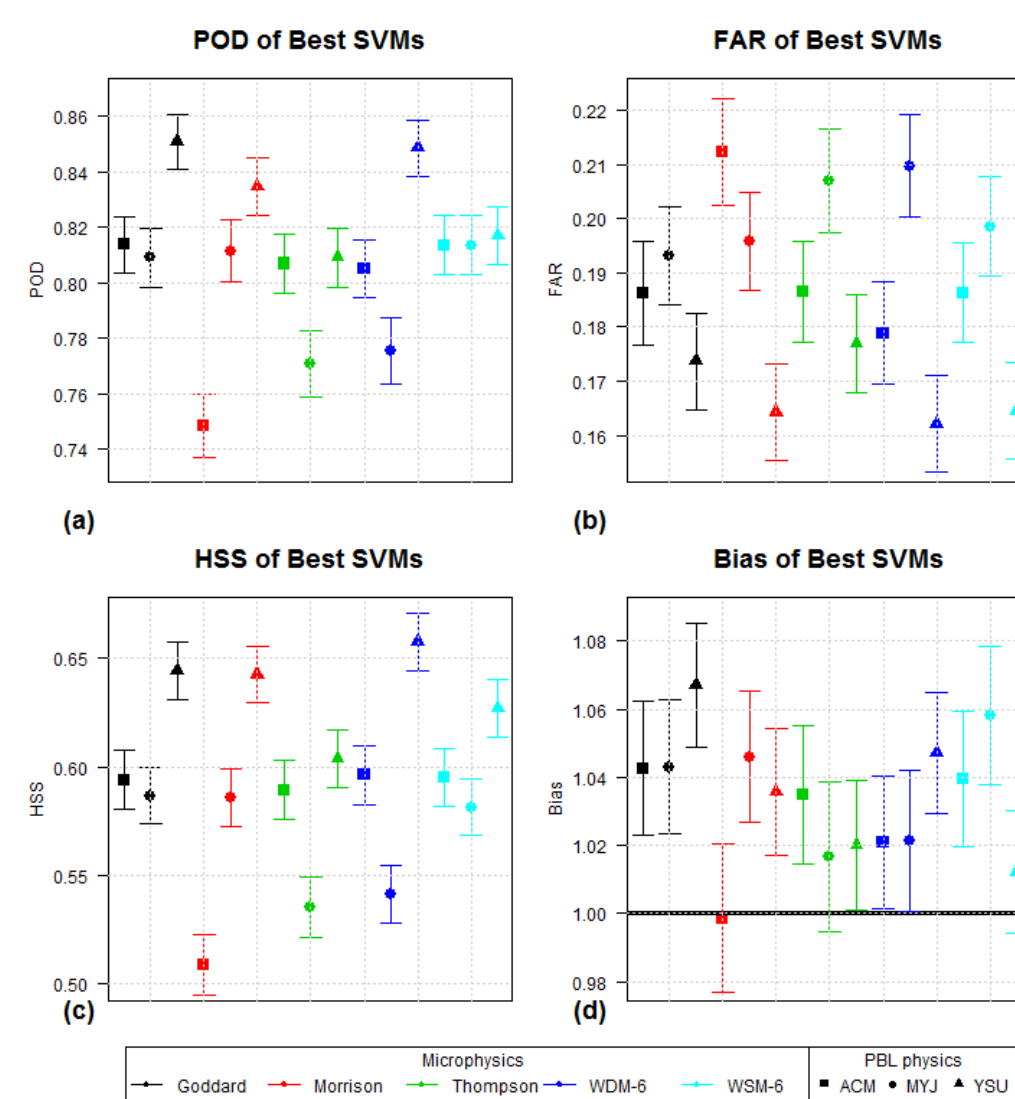 POD of Best SVMs
0.86
0.84
0.82
0.80
0.78
0.76
0.74
POD
(a)
FAR of Best SVMs
0.22
0.21
0.20
0.19
0.18
0.17
0.16
FAR
(b)
HSS of Best SVMs
0.65
0.60
0.55
0.50
HSS
(c)
Bias of Best SVMs
1.08
1.06
1.04
1.02
1.00
0.98
Bias
(d)
Microphysics
Goddard Morrison Thompson WDM-6 WSM-6
PBL physics
ACM MYJ YSU